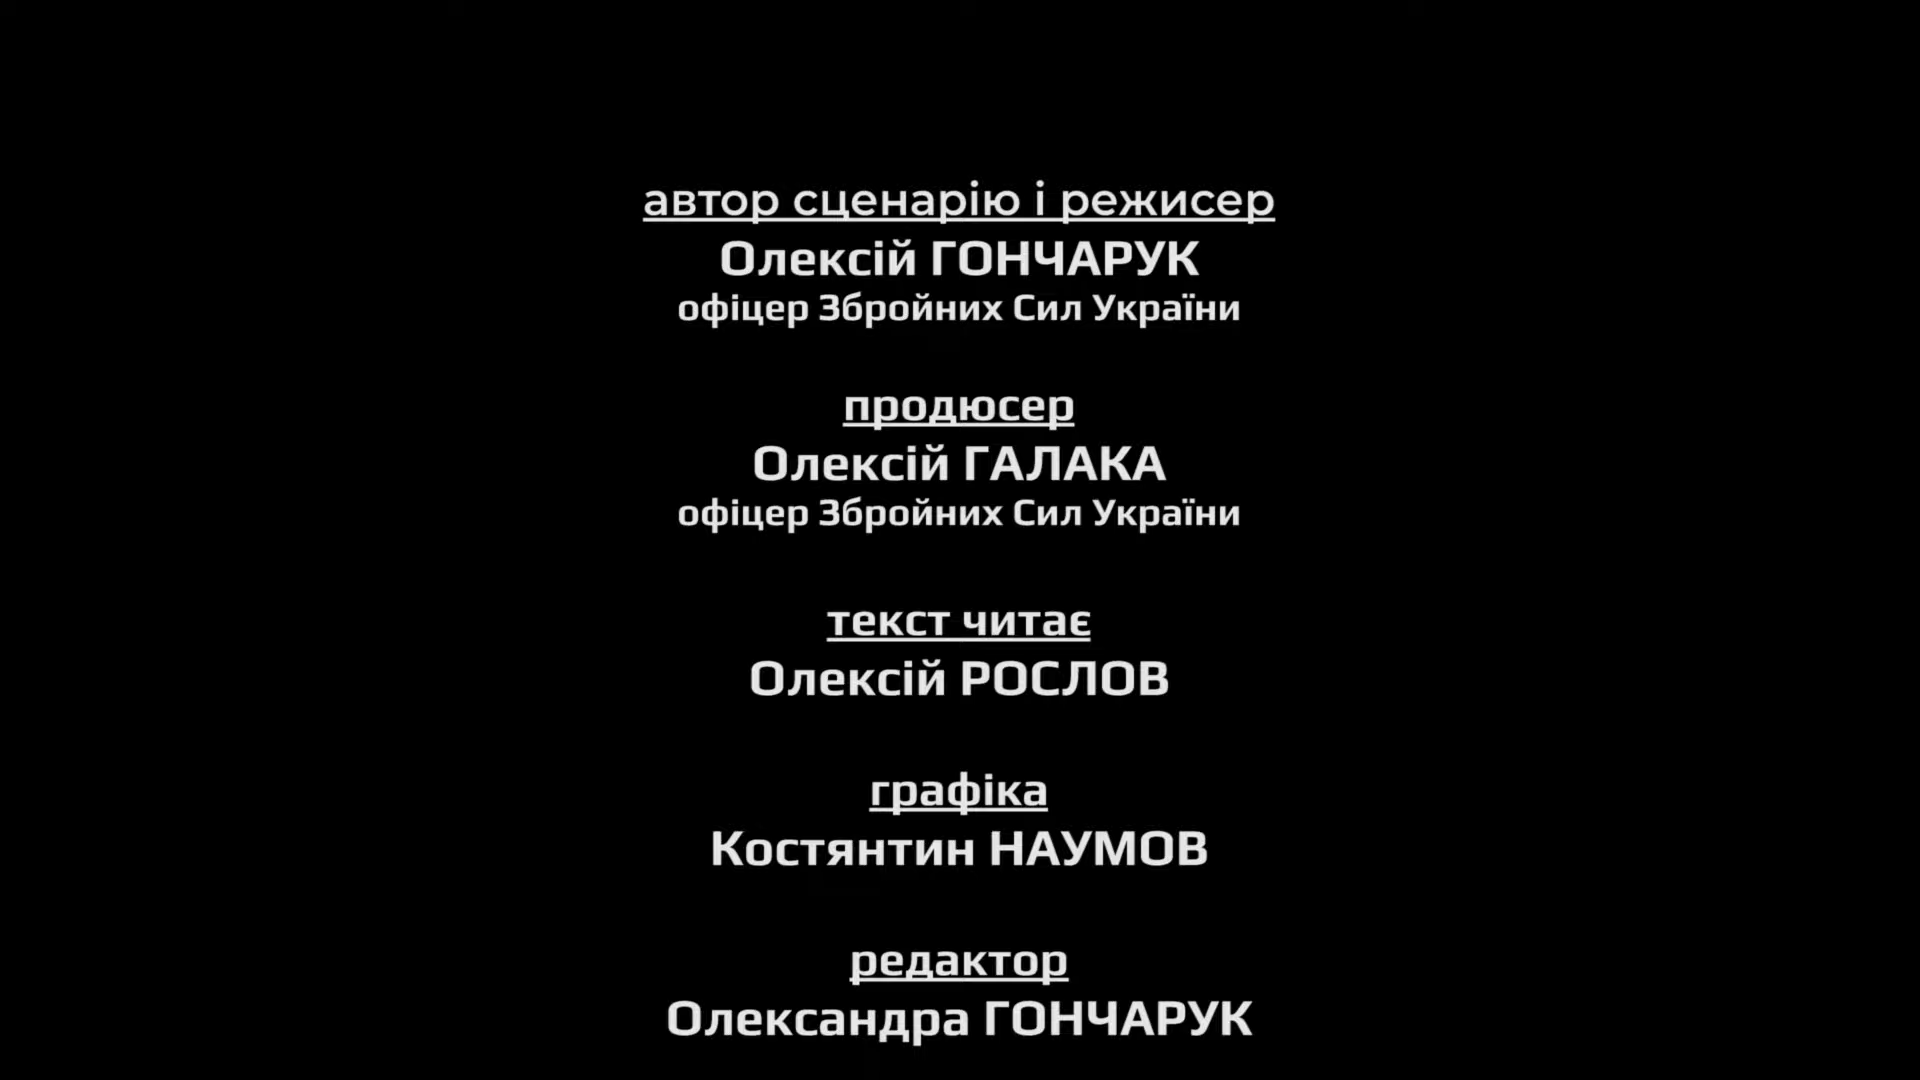 автор сценарію і режисер
Олексій ГОНЧАРУК
офіцер Збройних Сил України
продюсер
Олексій ГАЛАКА
офіцер Збройних Сил України
текст читає
Олексій РОСЛОВ
графіка
Костянтин НАУМОВ
редактор
Олександра ГОНЧАРУК